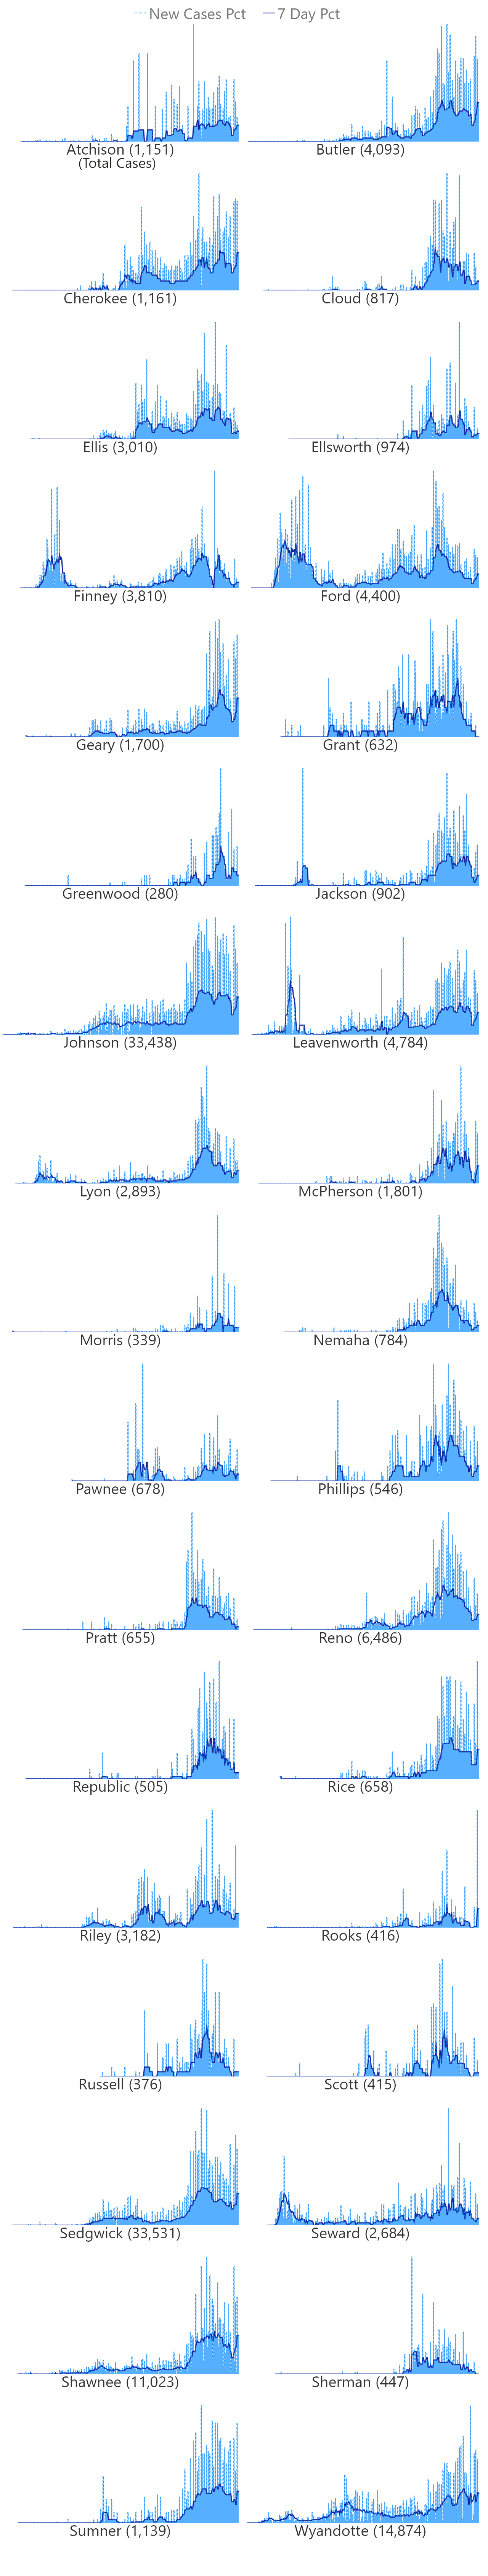 New Cases Pct 7 Day Pct
Atchison (1,151) Butler (4,093)
(Total Cases)
Cherokee (1,161) Cloud (817)
Ellis (3,010) Ellsworth (974)
Finney (3,810) Ford (4,400)
Geary (1,700) Grant (632)
Greenwood (280) Jackson (902)
Johnson (33,438) Leavenworth (4,784)
Lyon (2,893) McPherson (1,801)
Morris (339) Nemaha (784)
Pawnee (678) Phillips (546)
Pratt (655) Reno (6,486)
Republic (505) Rice (658)
Riley (3,182) Rooks (416)
Russell (376) Scott (415)
Sedgwick (33,531) Seward (2,684)
Shawnee (11,023) Sherman (447)
Sumner (1,139) Wyandotte (14,874)